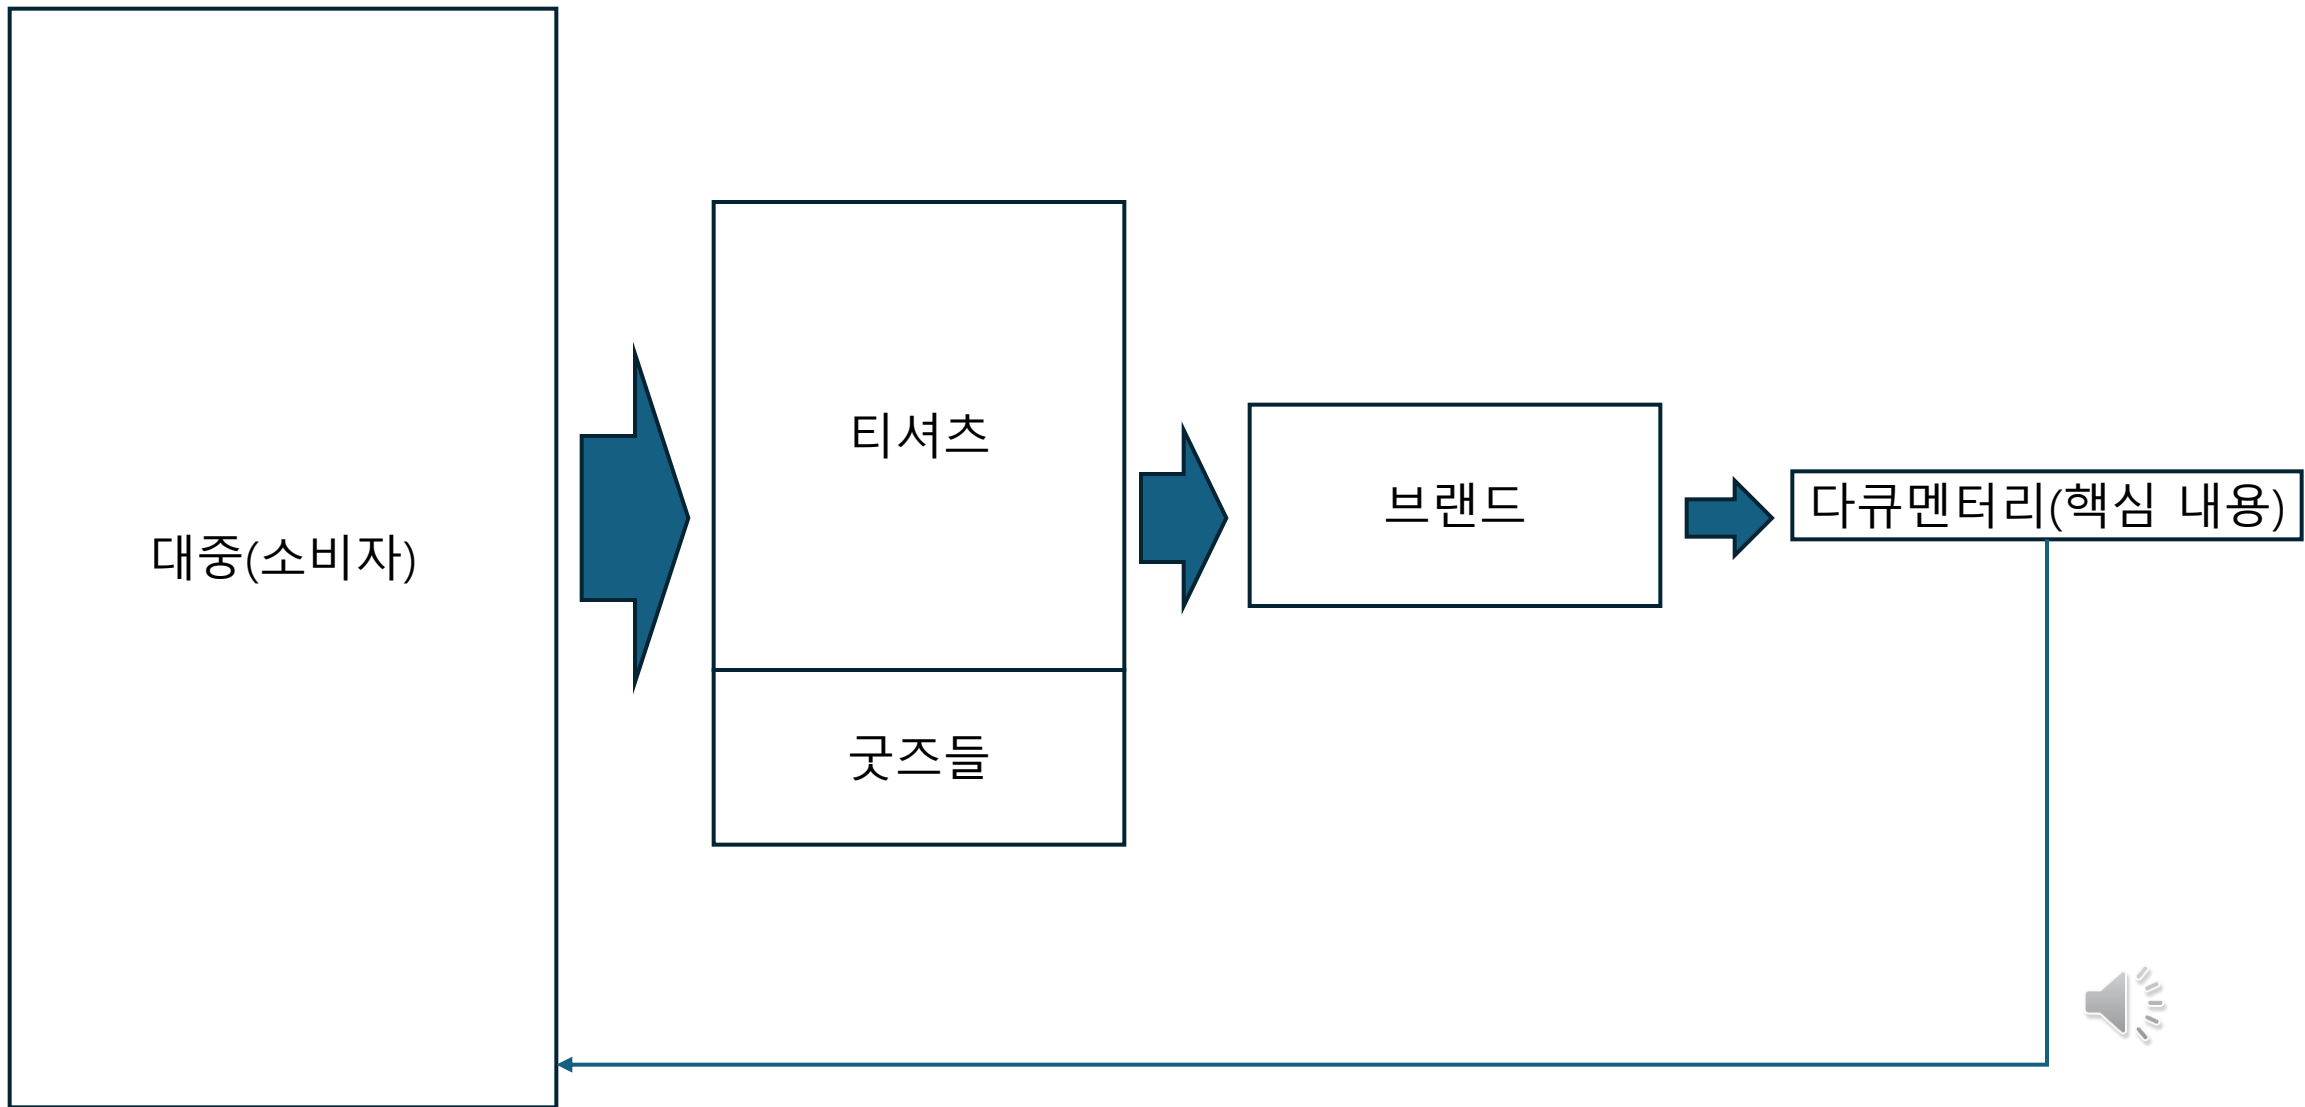 대중(소비자)
티셔츠
굿즈들
브랜드
다큐멘터리(핵심 내용)